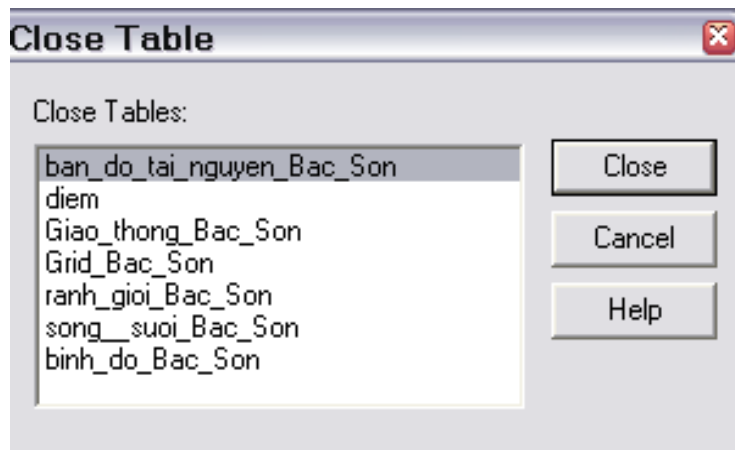 Close Table
Close Tables:
ban_do_tai_nguyen_Bac_Son
diem
Giao_thong_Bac_Son
Grid_Bac_Son
ranh_gioi_Bac_Son
song__suoi_Bac_Son
binh_do_Bac_Son
Close
Cancel
Help